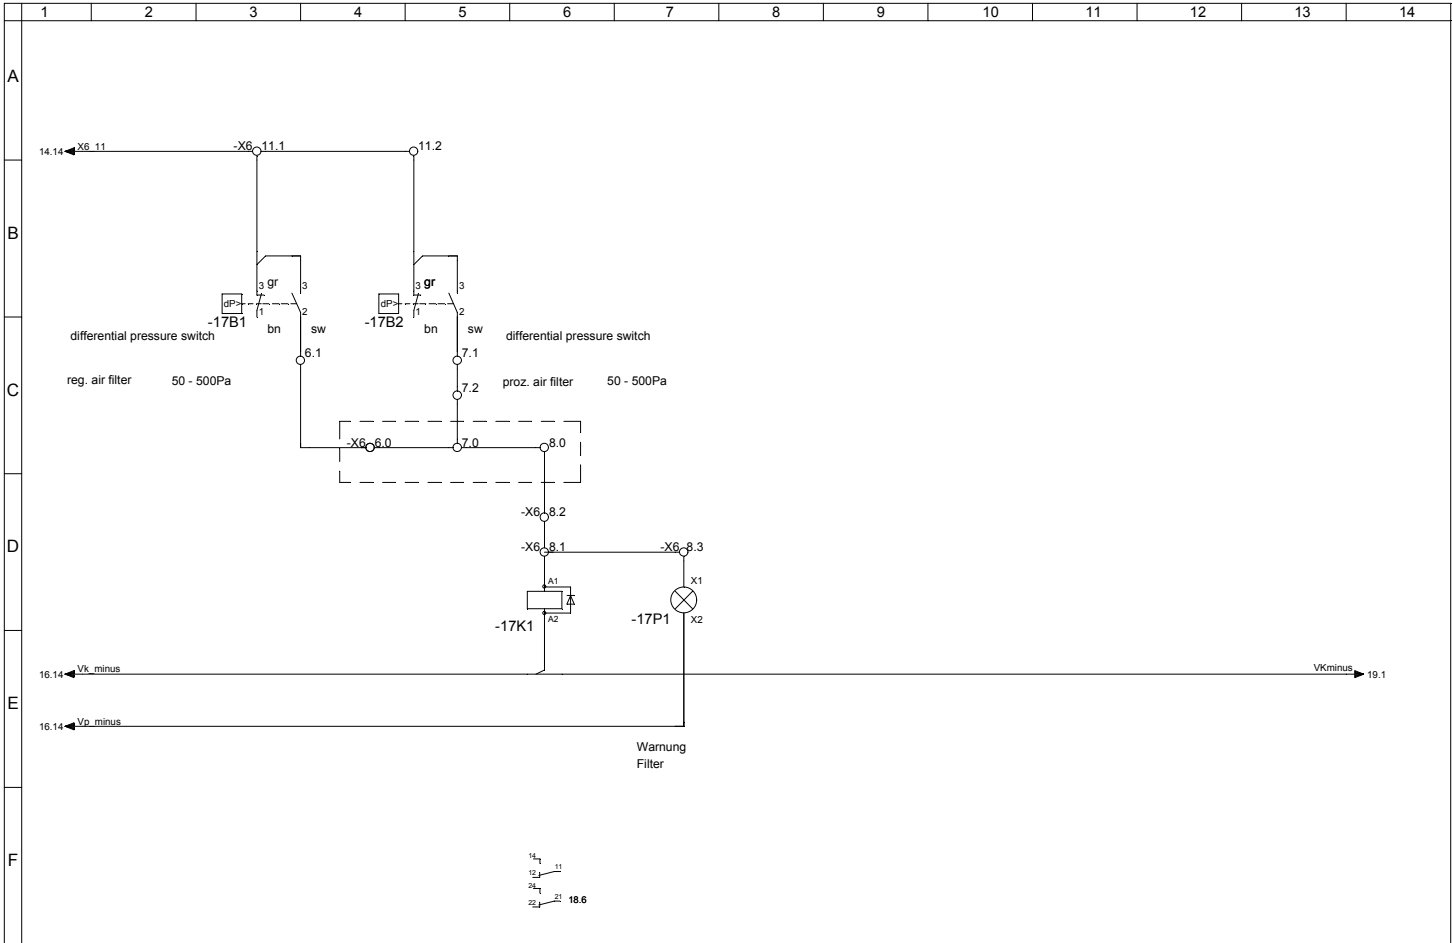 1 2 3 4 5 6 7 8 9 10 11 12 13 14
A
14.14 X6_11 -X6 11.1 11.2
B
3 gr 3 3 gr 3
dP> dP>
1 2 1 2
-17B1 bn sw -17B2 bn sw
differential pressure switch differential pressure switch
6.1 7.1
reg. air filter 50 - 500Pa proz. air filter 50 - 500Pa
C
7.2
-X6 6.0 7.0 8.0
-X6 8.2
D
-X6 8.1 -X6 8.3
A1 X1
A2 X2
-17K1 -17P1
16.14 Vk_minus VKminus 19.1
E
16.14 Vp_minus
Warnung
Filter
F
14
12 11
24
22 21 18.6